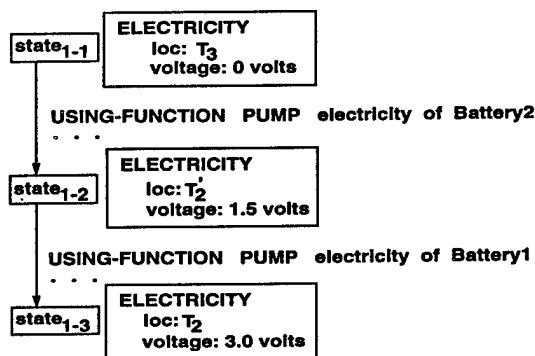 ELECTRICITY
state1-1
loc: T3
voltage: 0 volts
USING-FUNCTION PUMP electricity of Battery2
. . .
ELECTRICITY
state1-2
loc: T2'
voltage: 1.5 volts
USING-FUNCTION PUMP electricity of Battery1
. . .
ELECTRICITY
state1-3
loc: T2
voltage: 3.0 volts